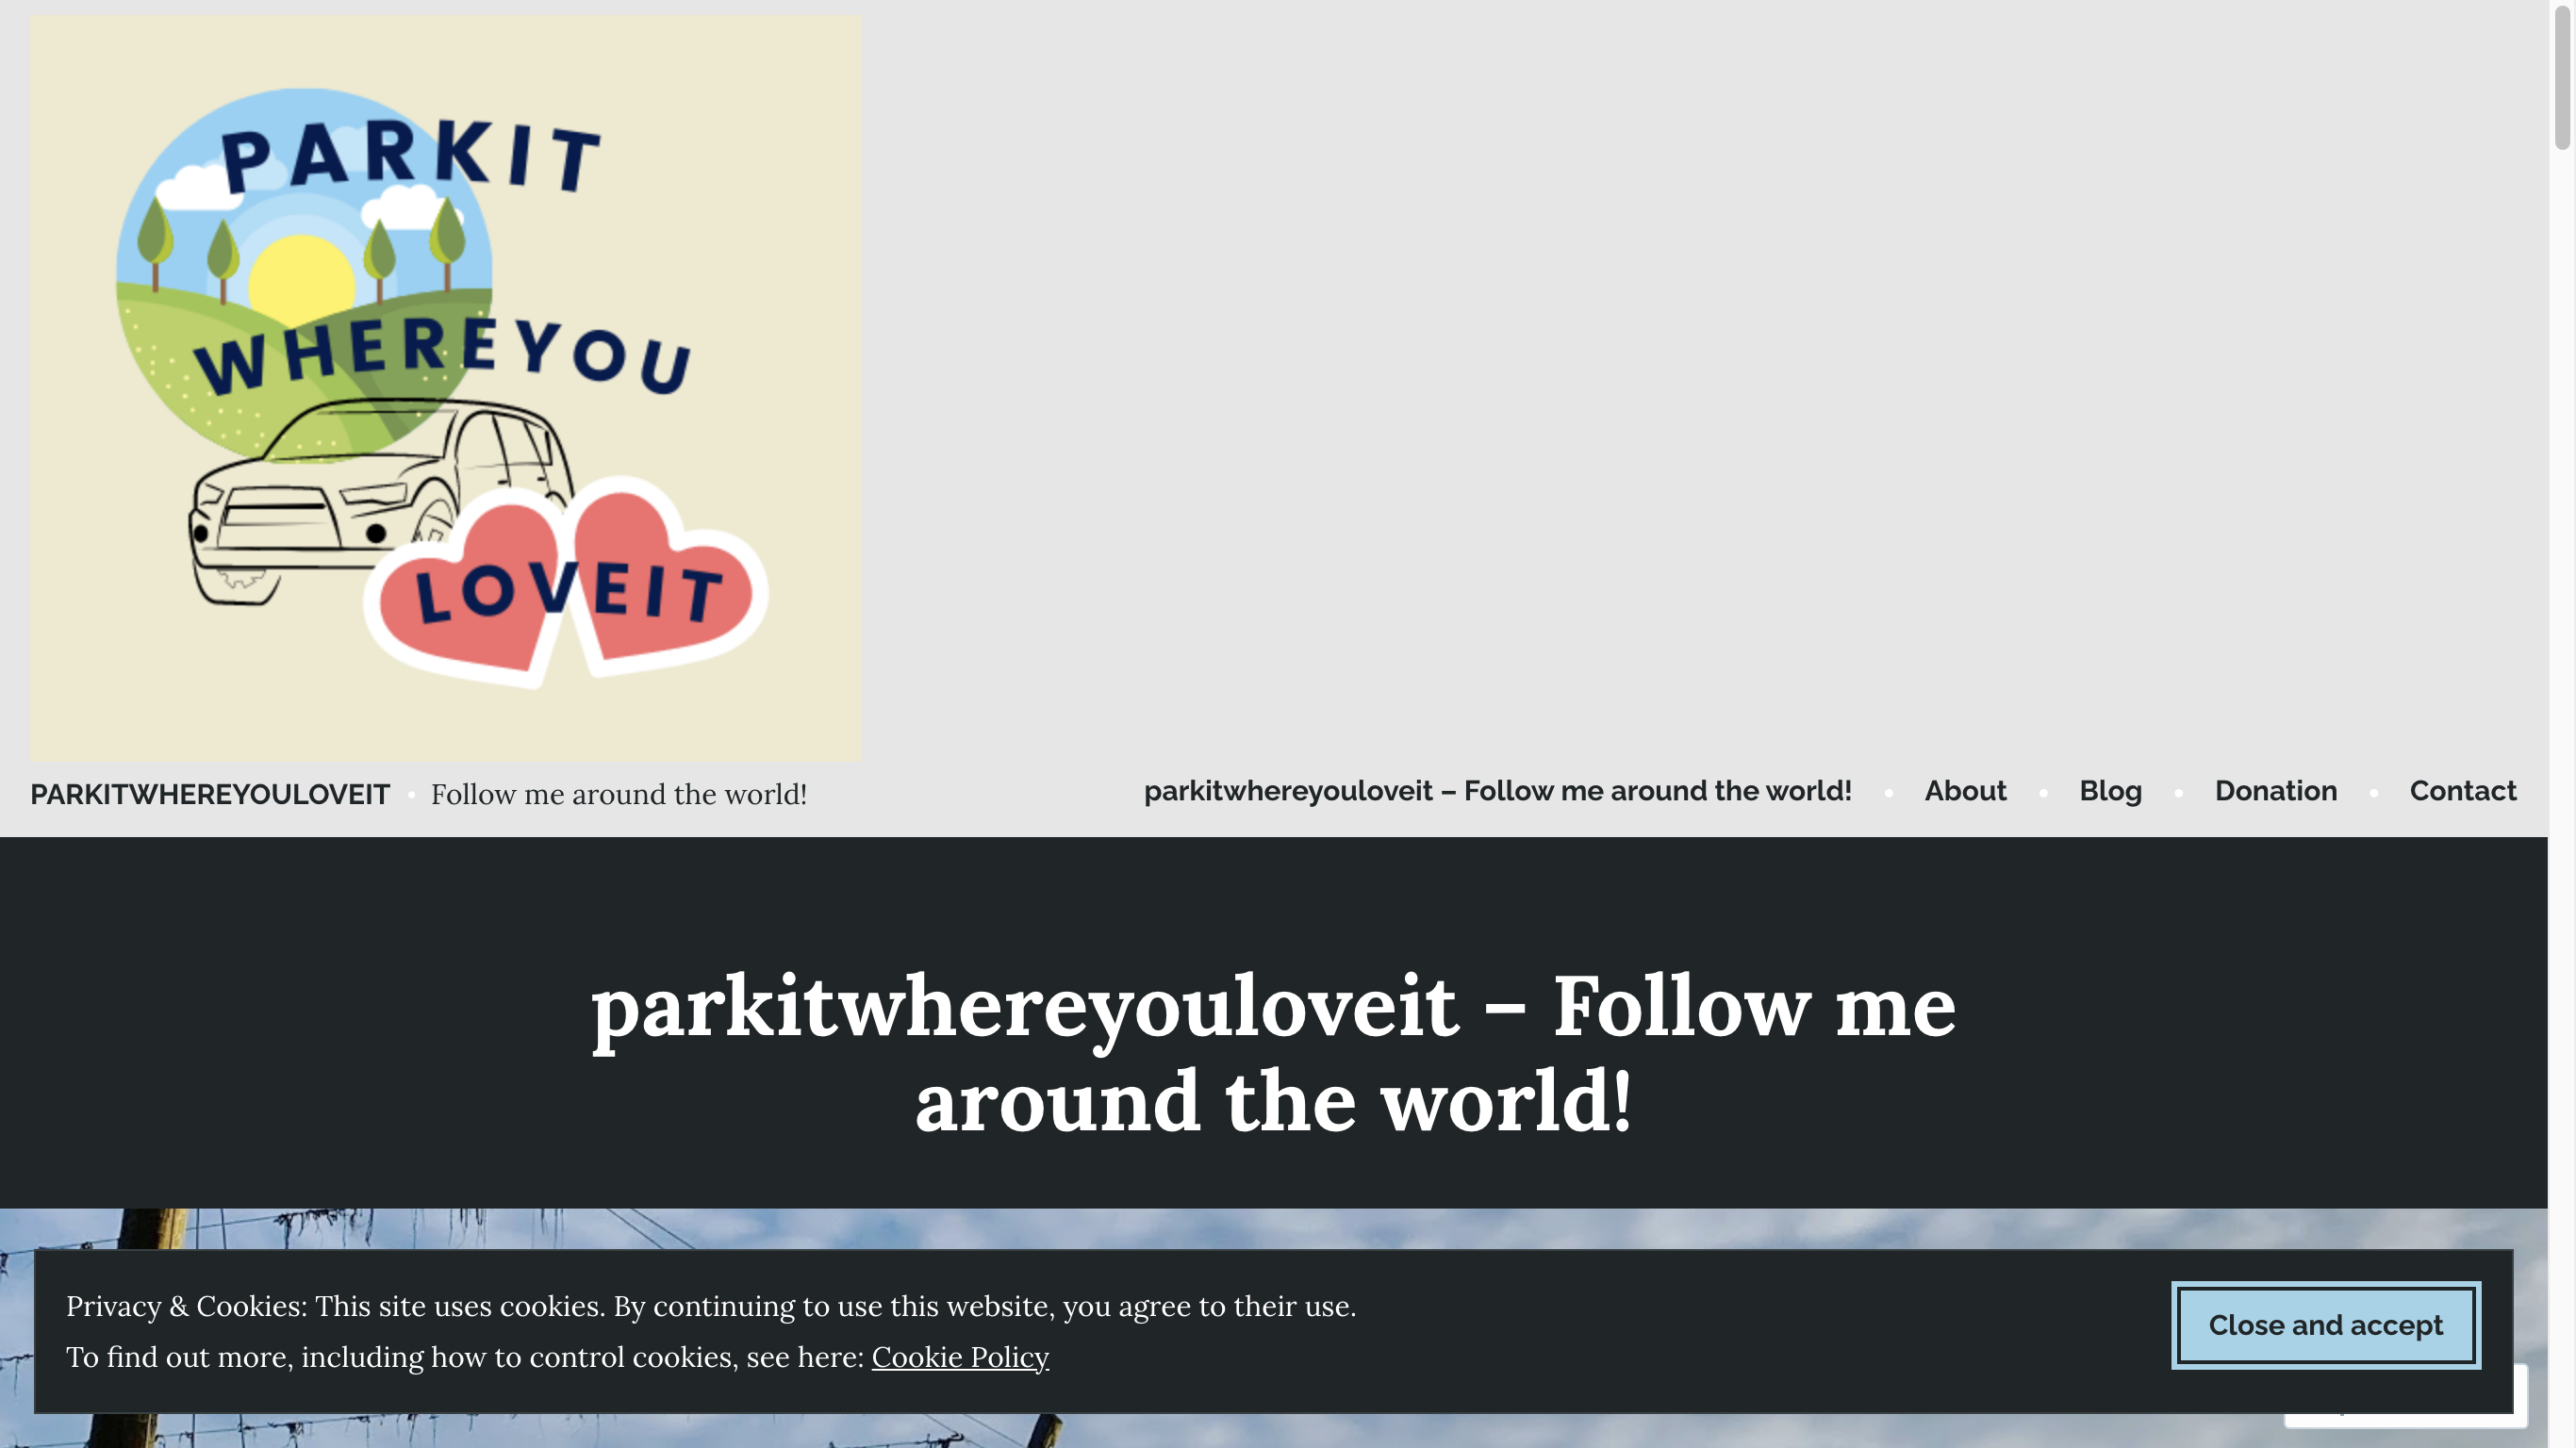 PARKIT
WHEREYOU
LOVEIT
PARKITWHEREYOULOVEIT
Follow me around the world!
parkitwhereyouloveit – Follow me around the world!
About
Blog
Donation
Contact
parkitwhereyouloveit – Follow me
around the world!
Privacy & Cookies: This site uses cookies. By continuing to use this website, you agree to their use.
To find out more, including how to control cookies, see here: Cookie Policy
Close and accept